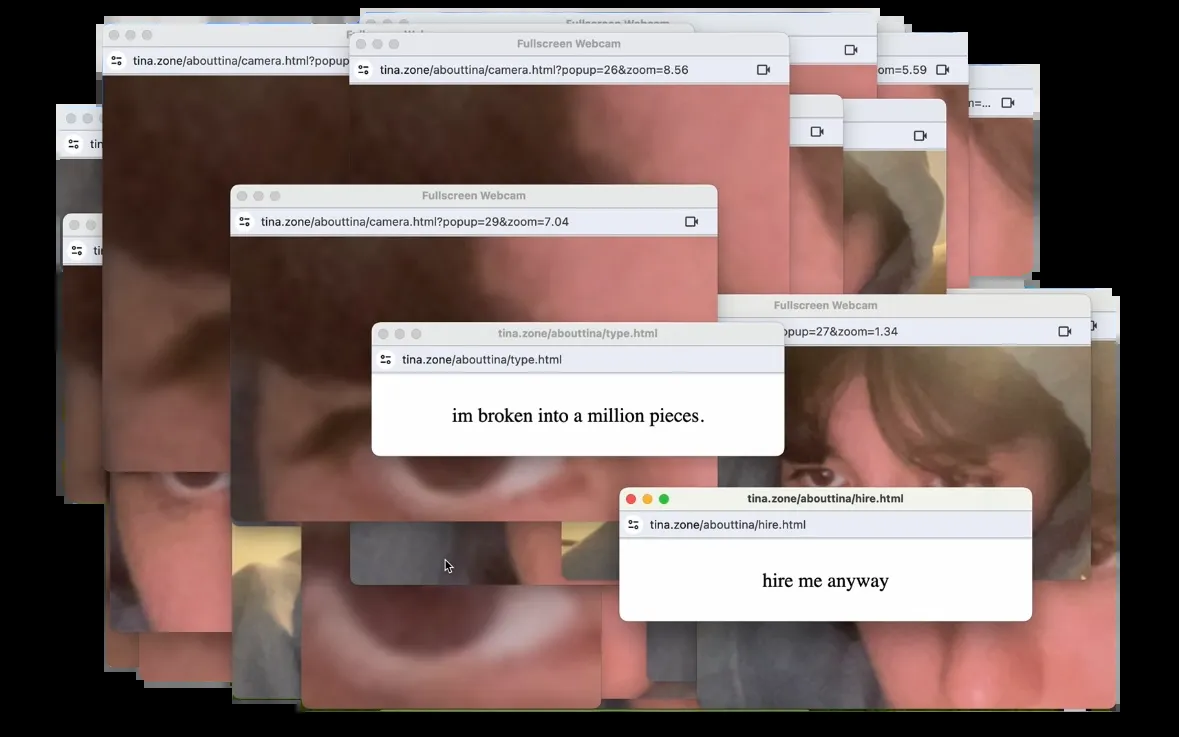 Fullscreen Webcam
Fullscreen Webcam
tina.zone/abouttina/camera.html?popup
tina.zone/abouttina/camera.html?popup=26&zoom=8.56
om=5.59
m=...
Fullscreen Webcam
tina.zone/abouttina/camera.html?popup=29&zoom=7.04
Fullscreen Webcam
opup=27&zoom=1.34
tina.zone/abouttina/type.html
tina.zone/abouttina/type.html
im broken into a million pieces.
tina.zone/abouttina/hire.html
tina.zone/abouttina/hire.html
hire me anyway